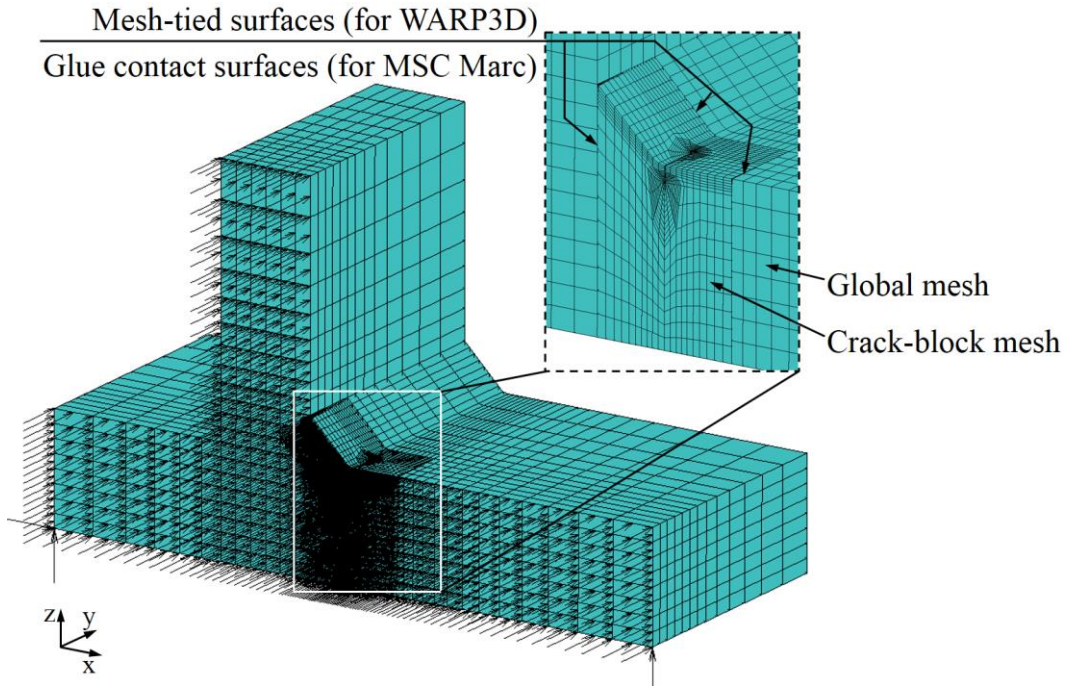 Mesh-tied surfaces (for WARP3D)
Glue contact surfaces (for MSC Marc)
Global mesh
Crack-block mesh
z
y
x